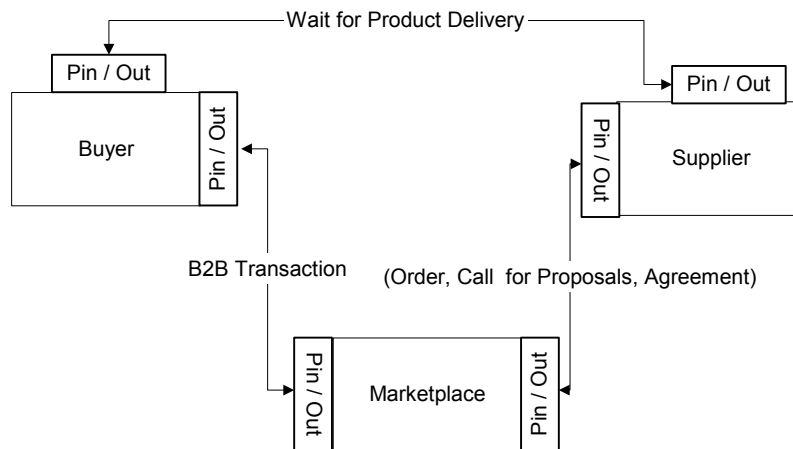 Wait for Product Delivery
Pin / Out
Pin / Out
Buyer
Pin / Out
Pin / Out
Supplier
B2B Transaction
(Order, Call for Proposals, Agreement)
Pin / Out
Marketplace
Pin / Out